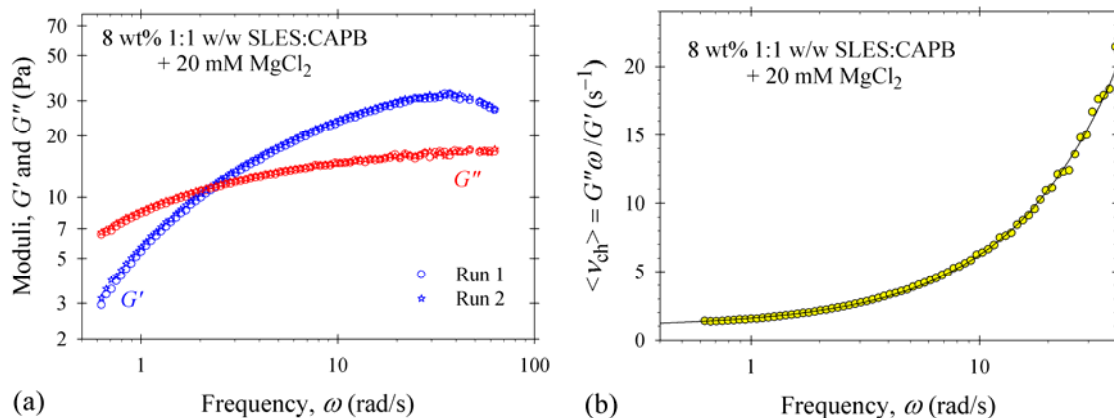 70
50
30
20
10
7
5
4
3
2
Moduli, G′ and G″ (Pa)
8 wt% 1:1 w/w SLES:CAPB
+ 20 mM MgCl₂
G″
G′
Run 1
Run 2
1
10
100
(a)
Frequency, ω (rad/s)
20
15
10
5
0
<ν_ch> = G″ω/G′ (s⁻¹)
8 wt% 1:1 w/w SLES:CAPB
+ 20 mM MgCl₂
1
10
(b)
Frequency, ω (rad/s)